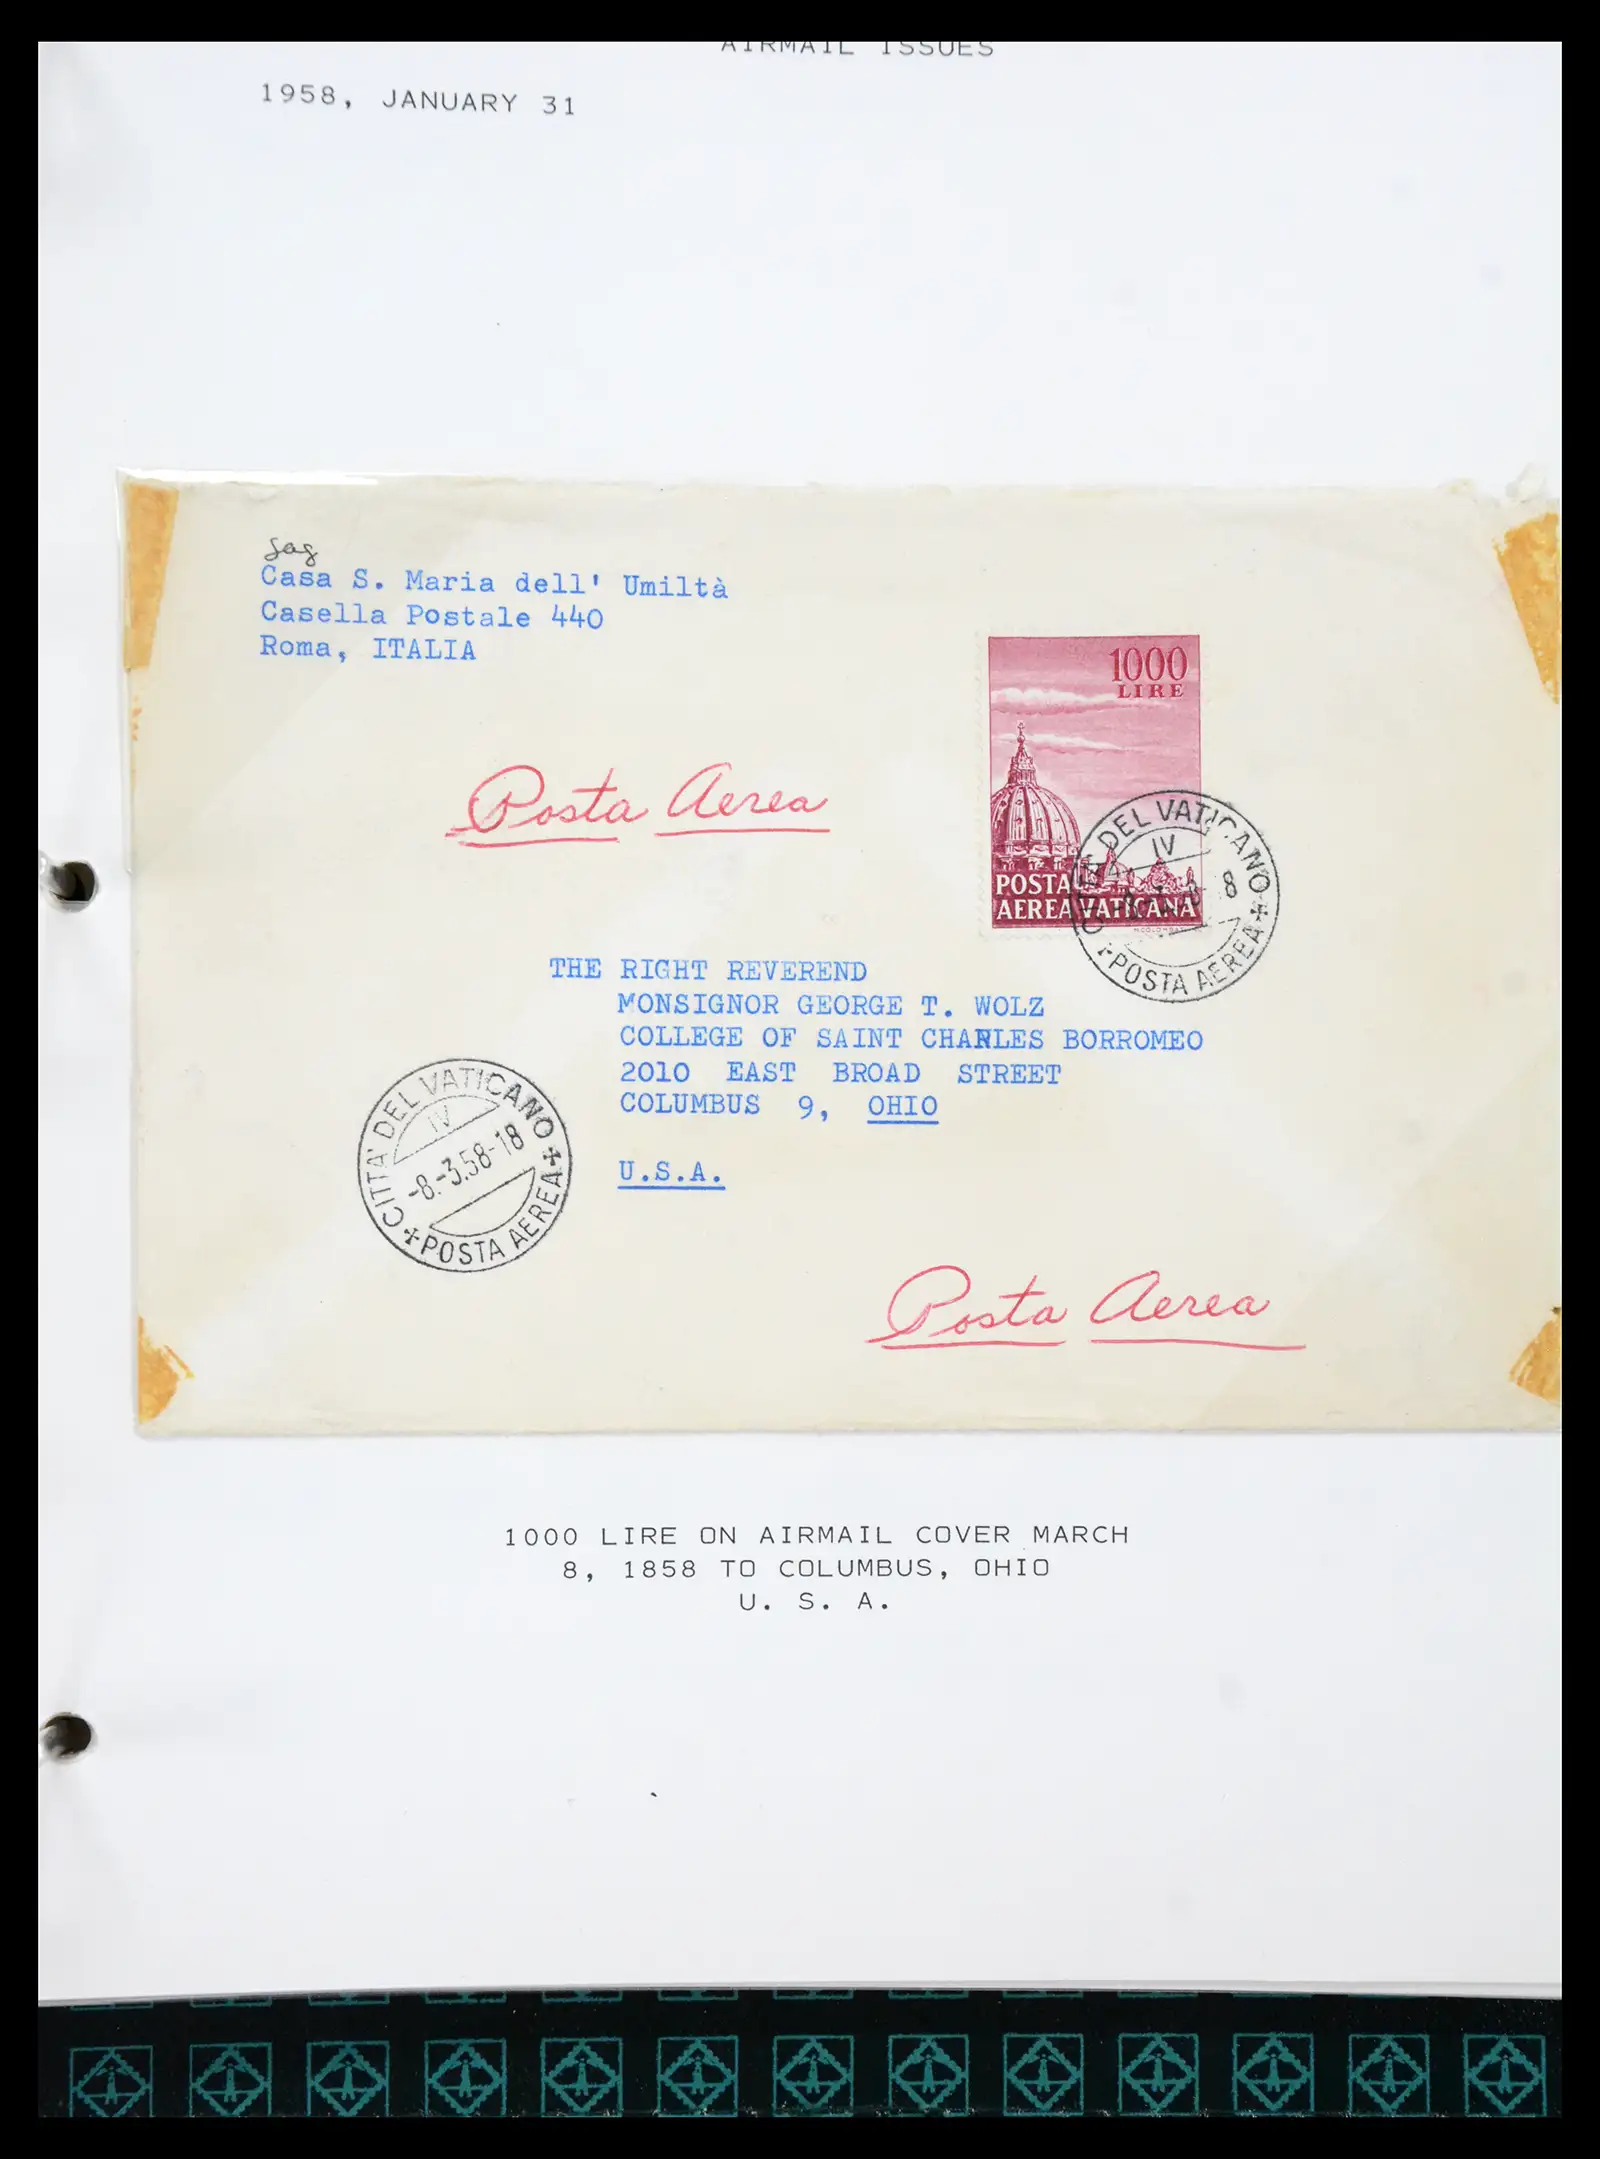 AIRMAIL ISSUES
1958, JANUARY 31
Casa S. Maria dell' Umiltà
Casella Postale 440
Roma, ITALIA
1000
LIRE
POSTA
AEREA VATICANA
CITTA' DEL VATICANO
IV
8
POSTA AEREA
Posta Aerea
THE RIGHT REVEREND
MONSIGNOR GEORGE T. WOLZ
COLLEGE OF SAINT CHARLES BORROMEO
2010 EAST BROAD STREET
COLUMBUS 9, OHIO
U.S.A.
CITTA' DEL VATICANO
IV
-8.-3.58-18
POSTA AEREA
Posta Aerea
1000 LIRE ON AIRMAIL COVER MARCH
8, 1858 TO COLUMBUS, OHIO
U. S. A.